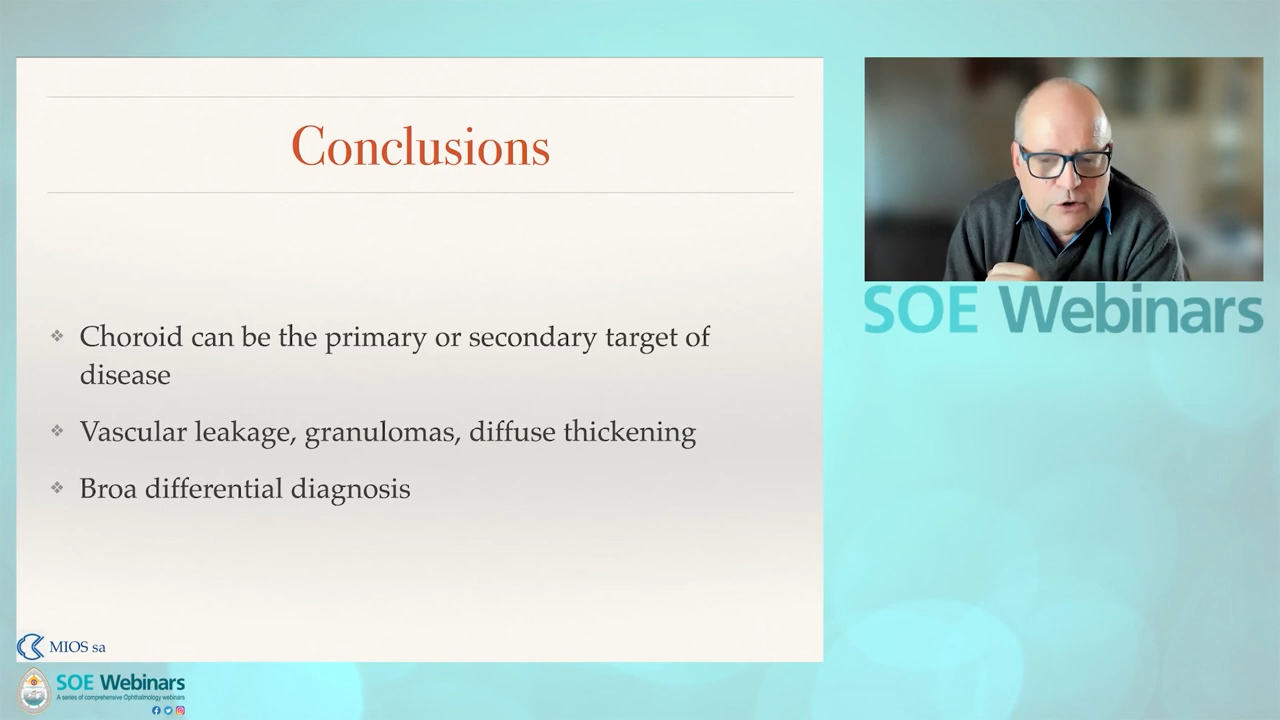 Conclusions
Choroid can be the primary or secondary target of
disease
Vascular leakage, granulomas, diffuse thickening
Broa differential diagnosis
MIOS sa
SOE Webinars
SOE Webinars
A series of comprehensive Ophthalmology webinars